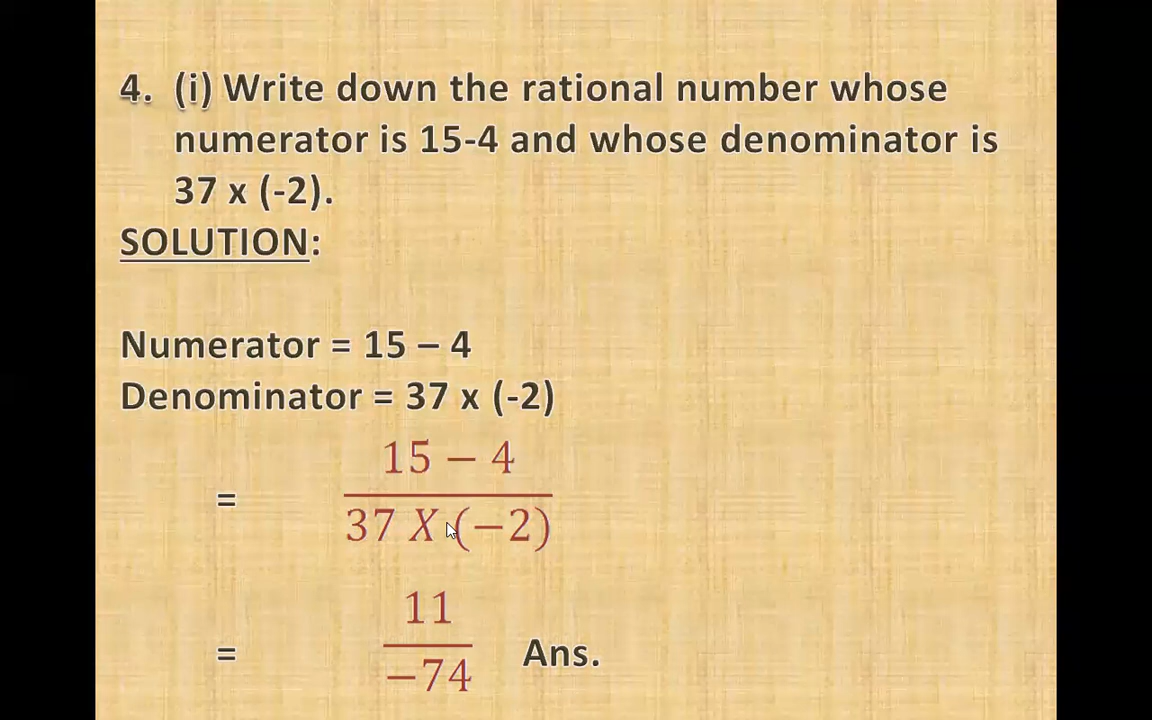 4. (i) Write down the rational number whose
numerator is 15-4 and whose denominator is
37 x (-2).
SOLUTION:
Numerator = 15 – 4
Denominator = 37 x (-2)
= 15 − 4
37 X (−2)
= 11
−74 Ans.